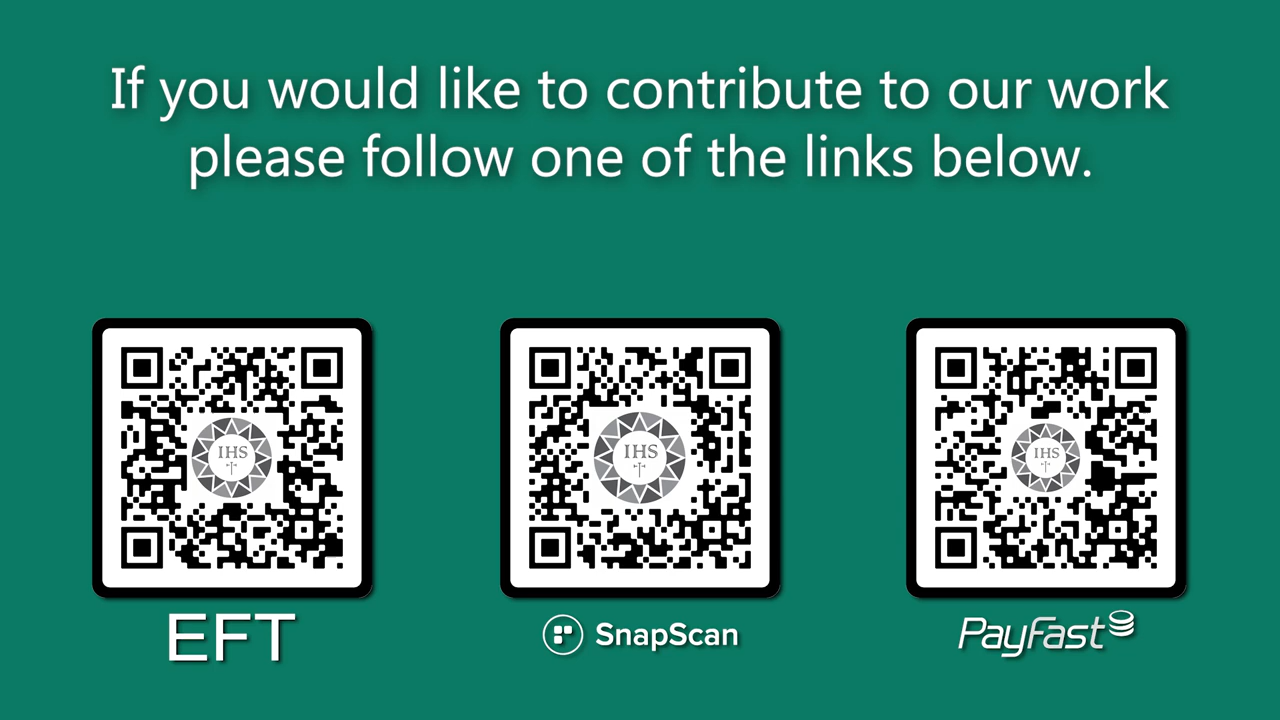 If you would like to contribute to our work
please follow one of the links below.
IHS
IHS
IHS
EFT
SnapScan
PayFast